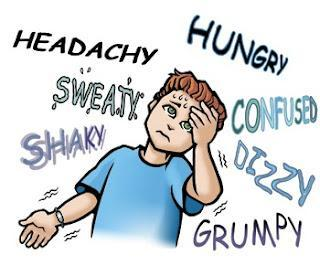 HEADACHY
HUNGRY
SWEATY
CONFUSED
SHAKY
DIZZY
GRUMPY